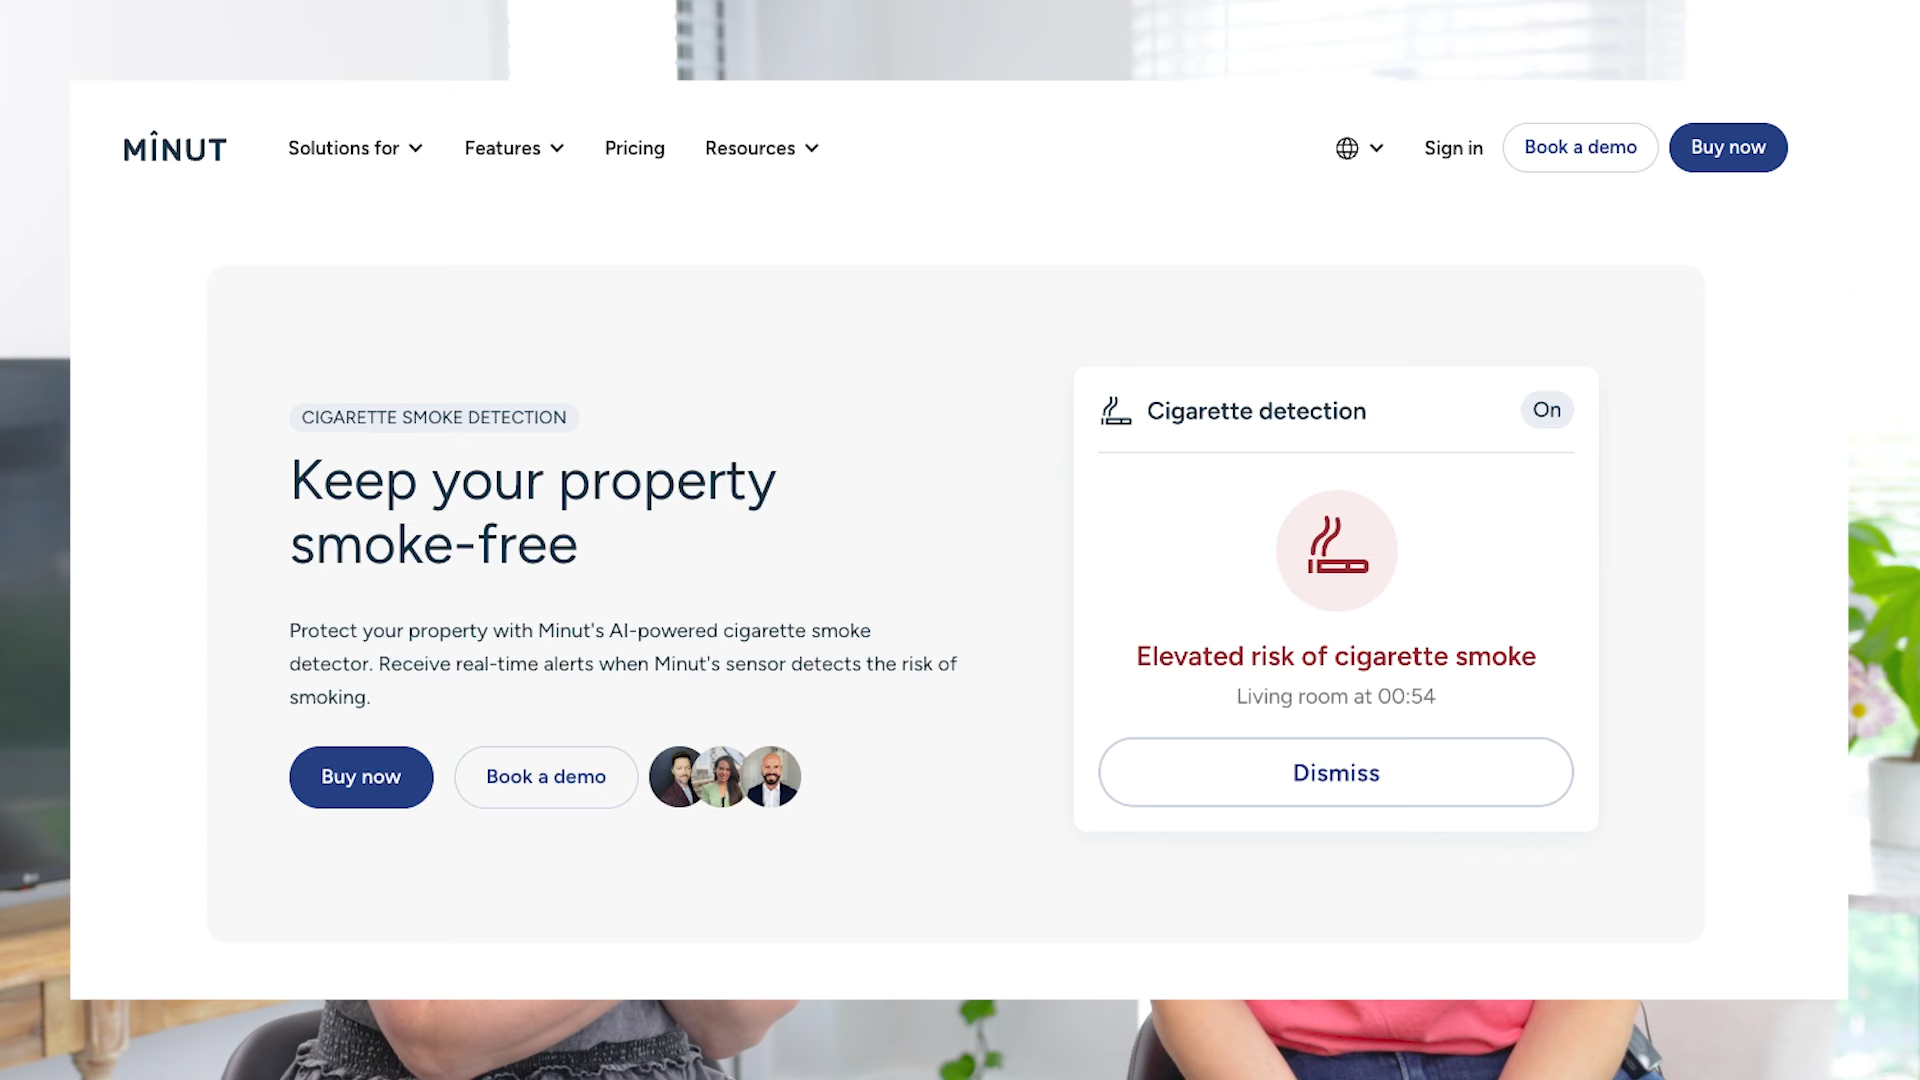 MÎNUT
Solutions for
Features
Pricing
Resources
Sign in
Book a demo
Buy now
CIGARETTE SMOKE DETECTION
Keep your property
smoke-free
Protect your property with Minut's AI-powered cigarette smoke
detector. Receive real-time alerts when Minut's sensor detects the risk of
smoking.
Buy now
Book a demo
Cigarette detection
On
Elevated risk of cigarette smoke
Living room at 00:54
Dismiss